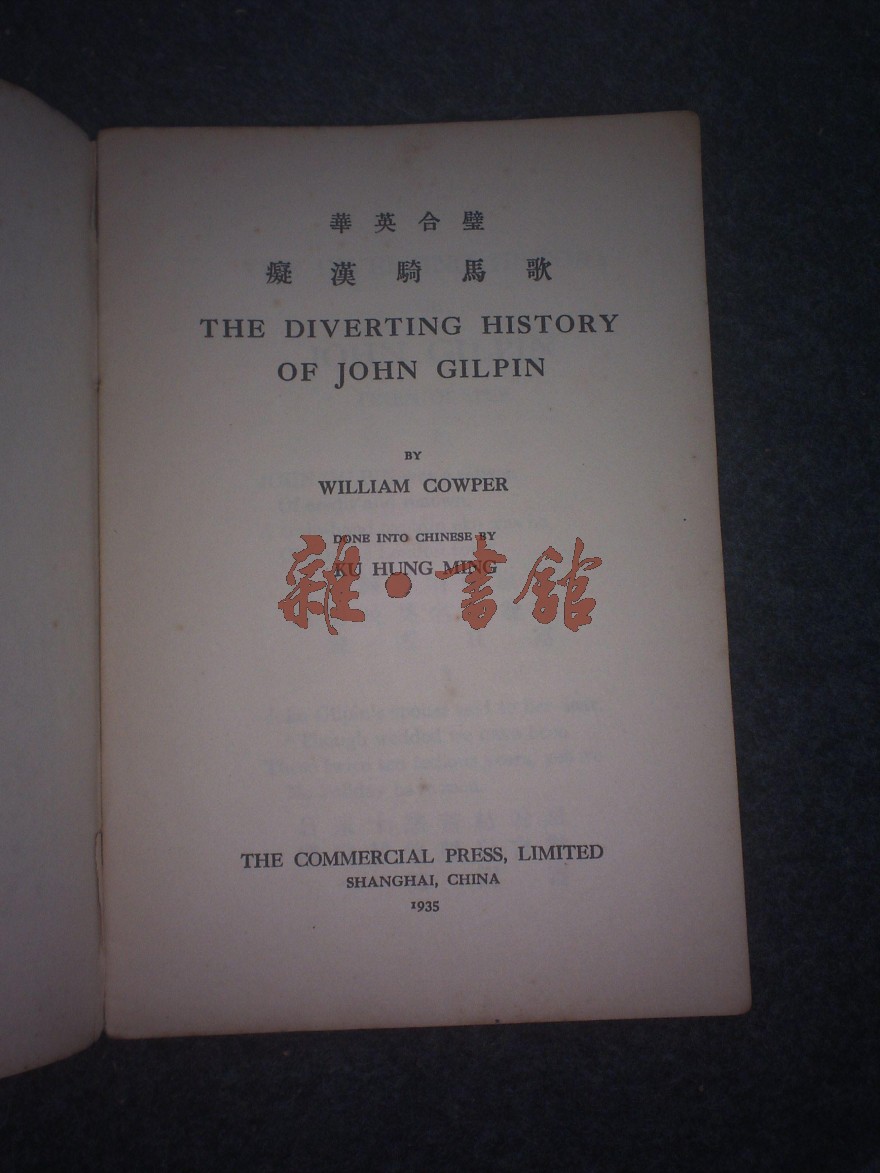 華英合璧
癡漢騎馬歌
THE DIVERTING HISTORY
OF JOHN GILPIN
BY
WILLIAM COWPER
DONE INTO CHINESE BY
KU HUNG MING
雜·書館
THE COMMERCIAL PRESS, LIMITED
SHANGHAI, CHINA
1935